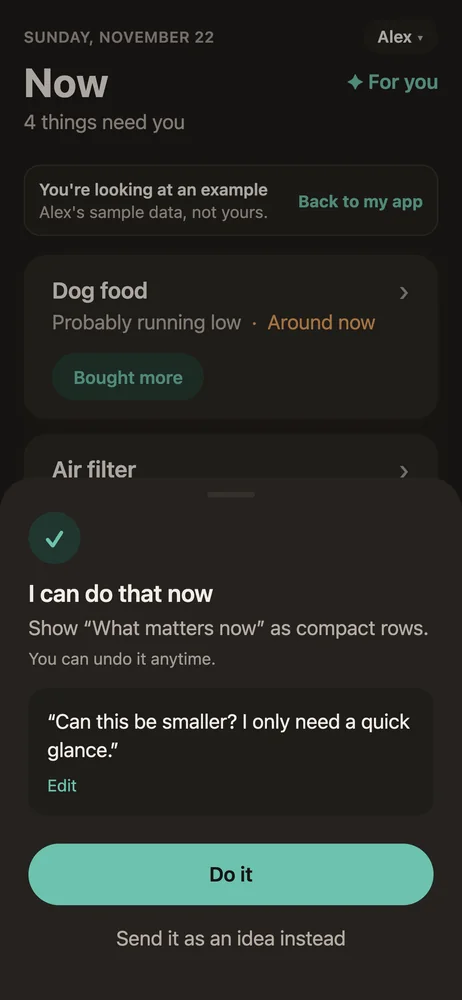 SUNDAY, NOVEMBER 22
Alex ▾
Now
✦ For you
4 things need you
You're looking at an example
Alex's sample data, not yours.
Back to my app
Dog food
Probably running low · Around now
Bought more
Air filter
I can do that now
Show “What matters now” as compact rows.
You can undo it anytime.
“Can this be smaller? I only need a quick
glance.”
Edit
Do it
Send it as an idea instead